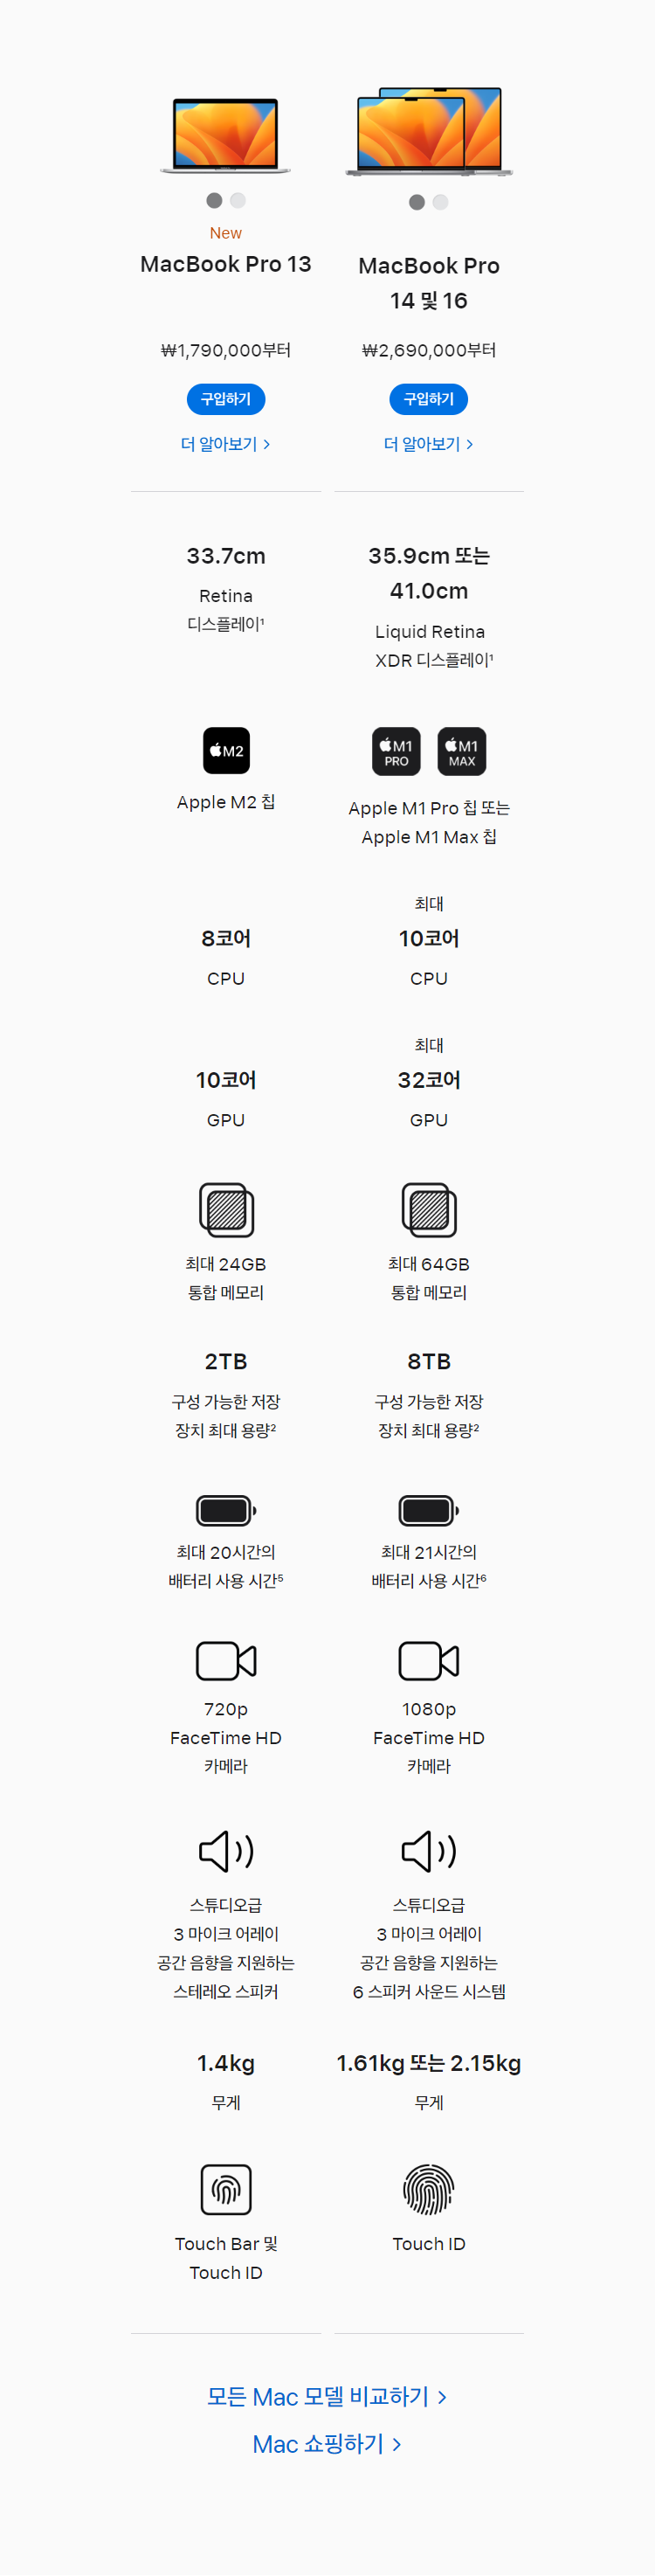 New
MacBook Pro 13
₩1,790,000부터
구입하기
더 알아보기 >
33.7cm
Retina
디스플레이¹
M2
Apple M2 칩
8코어
CPU
10코어
GPU
최대 24GB
통합 메모리
2TB
구성 가능한 저장
장치 최대 용량²
최대 20시간의
배터리 사용 시간⁵
720p
FaceTime HD
카메라
스튜디오급
3 마이크 어레이
공간 음향을 지원하는
스테레오 스피커
1.4kg
무게
Touch Bar 및
Touch ID
MacBook Pro
14 및 16
₩2,690,000부터
구입하기
더 알아보기 >
35.9cm 또는
41.0cm
Liquid Retina
XDR 디스플레이¹
M1
PRO
M1
MAX
Apple M1 Pro 칩 또는
Apple M1 Max 칩
최대
10코어
CPU
최대
32코어
GPU
최대 64GB
통합 메모리
8TB
구성 가능한 저장
장치 최대 용량²
최대 21시간의
배터리 사용 시간⁶
1080p
FaceTime HD
카메라
스튜디오급
3 마이크 어레이
공간 음향을 지원하는
6 스피커 사운드 시스템
1.61kg 또는 2.15kg
무게
Touch ID
모든 Mac 모델 비교하기 >
Mac 쇼핑하기 >